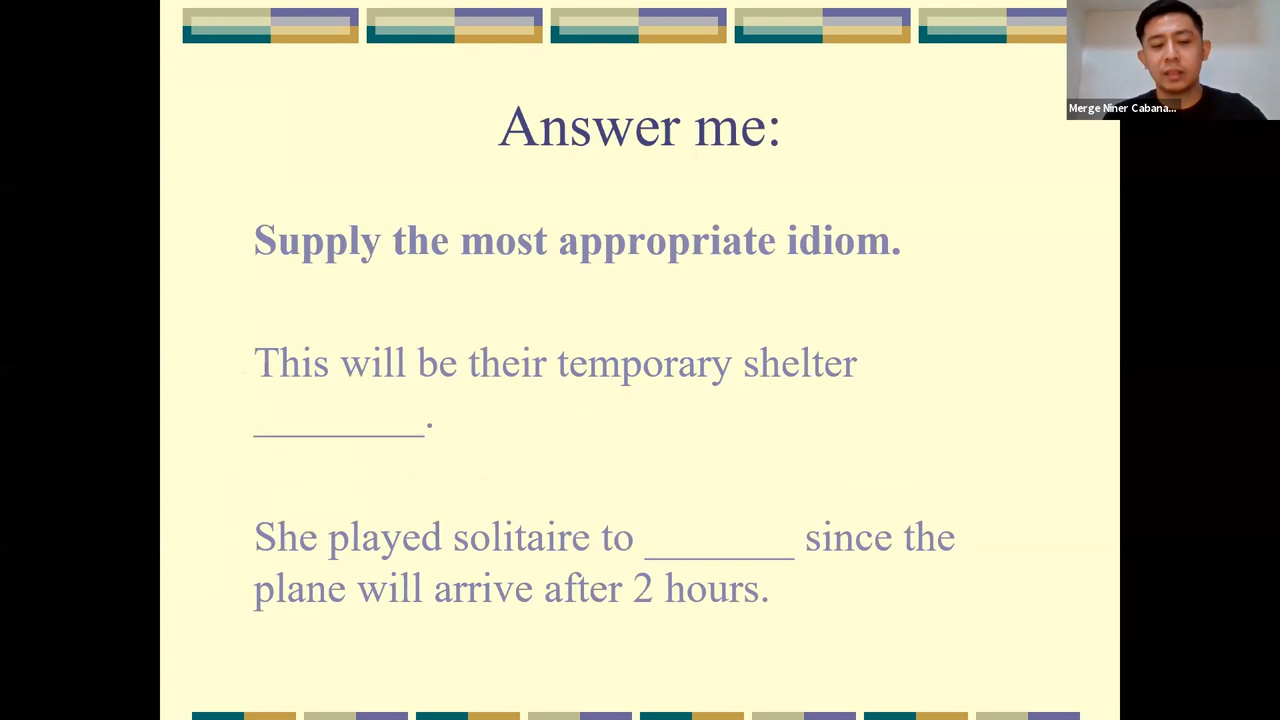 Merge Niner Cabana...
Answer me:
Supply the most appropriate idiom.
This will be their temporary shelter
________.
She played solitaire to _______ since the
plane will arrive after 2 hours.